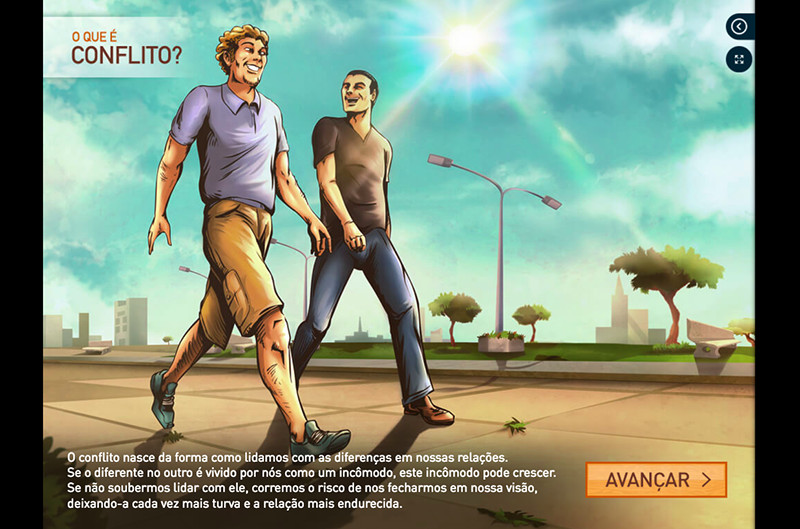 O QUE É
CONFLITO?
O conflito nasce da forma como lidamos com as diferenças em nossas relações.
Se o diferente no outro é vivido por nós como um incômodo, este incômodo pode crescer.
Se não soubermos lidar com ele, corremos o risco de nos fecharmos em nossa visão,
deixando-a cada vez mais turva e a relação mais endurecida.
AVANÇAR